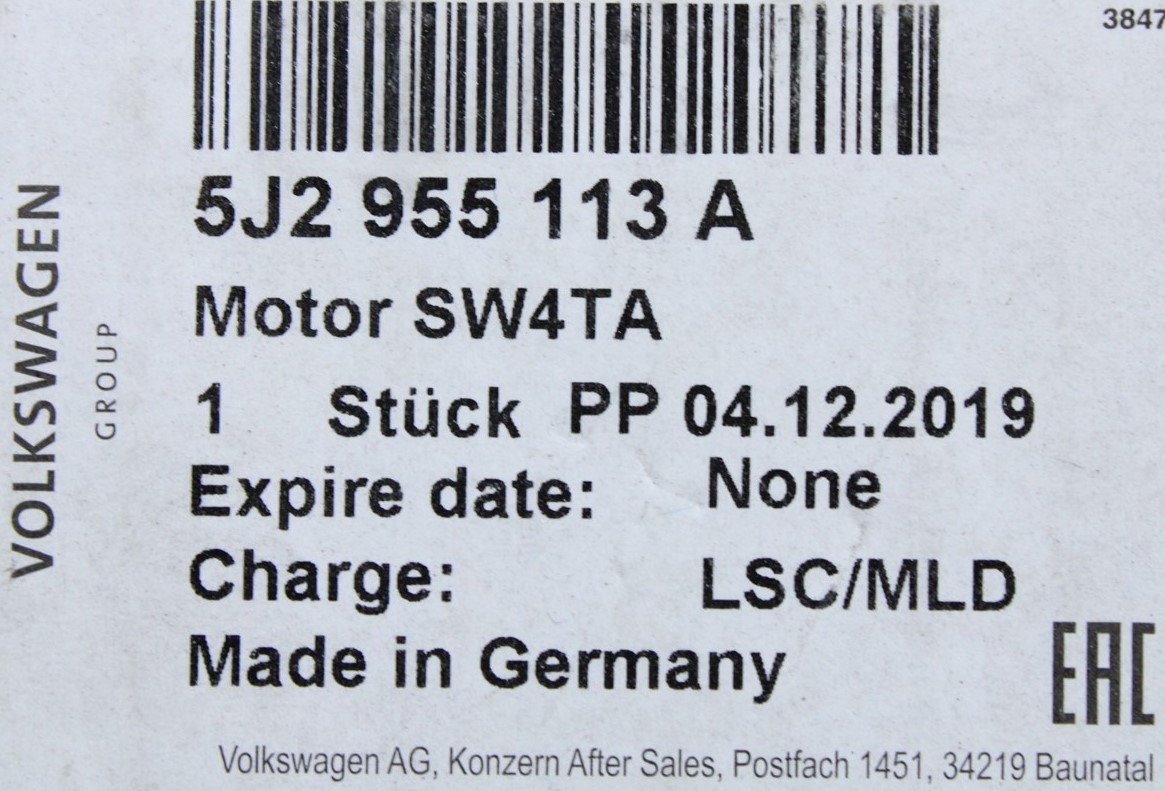 3847
5J2 955 113 A
Motor SW4TA
1 Stück PP 04.12.2019
Expire date: None
Charge: LSC/MLD
Made in Germany
EAC
Volkswagen AG, Konzern After Sales, Postfach 1451, 34219 Baunatal
VOLKSWAGEN
GROUP